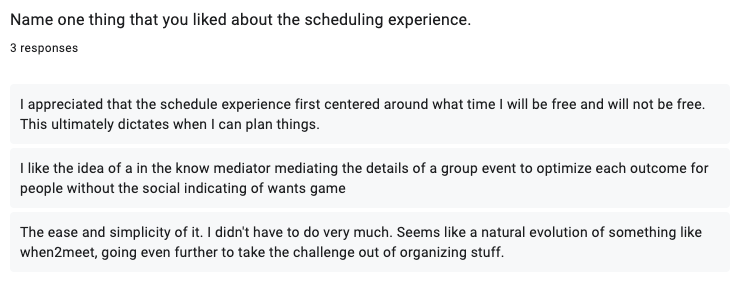 Name one thing that you liked about the scheduling experience.
3 responses
I appreciated that the schedule experience first centered around what time I will be free and will not be free.
This ultimately dictates when I can plan things.
I like the idea of a in the know mediator mediating the details of a group event to optimize each outcome for
people without the social indicating of wants game
The ease and simplicity of it. I didn't have to do very much. Seems like a natural evolution of something like
when2meet, going even further to take the challenge out of organizing stuff.